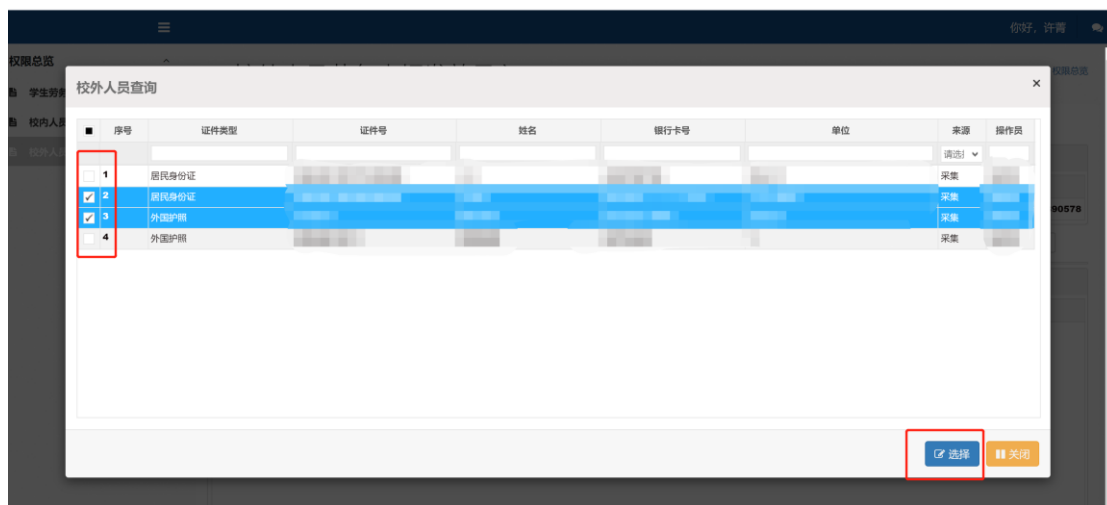 你好，许菁
权限总览
权限总览
校外人员查询 ×
学生劳
校内人员
校外人
序号 证件类型 证件号 姓名 银行卡号 单位 来源 操作员
请选
1 居民身份证 采集
2 居民身份证 采集
3 外国护照 采集
90578
4 外国护照 采集
选择 关闭